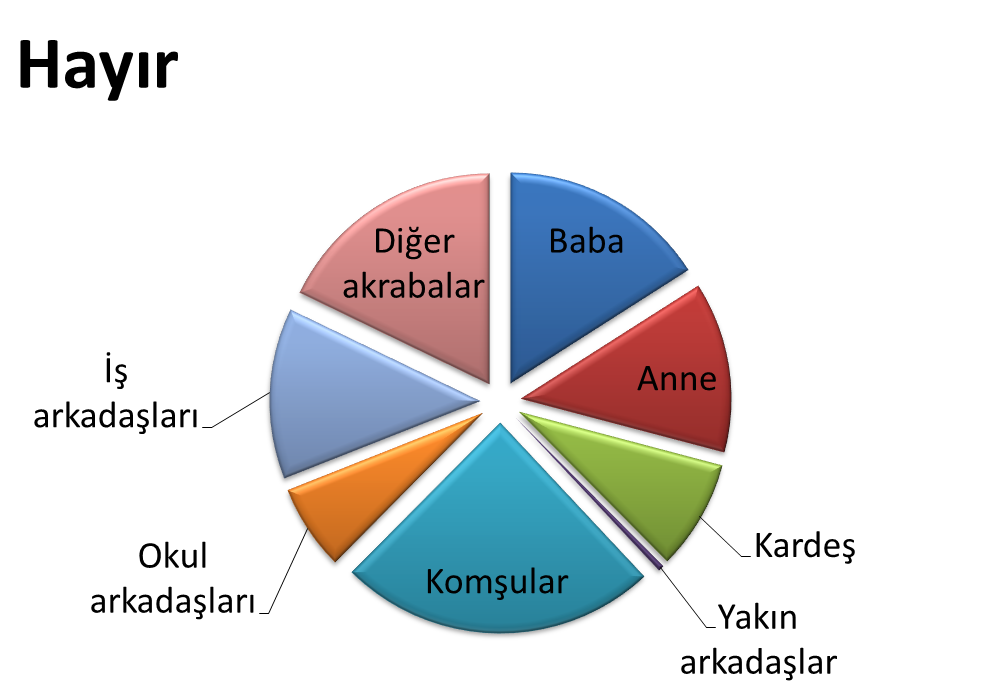 Hayır
Diğer
akrabalar
Baba
Anne
İş
arkadaşları
Kardeş
Okul
arkadaşları
Komşular
Yakın
arkadaşlar